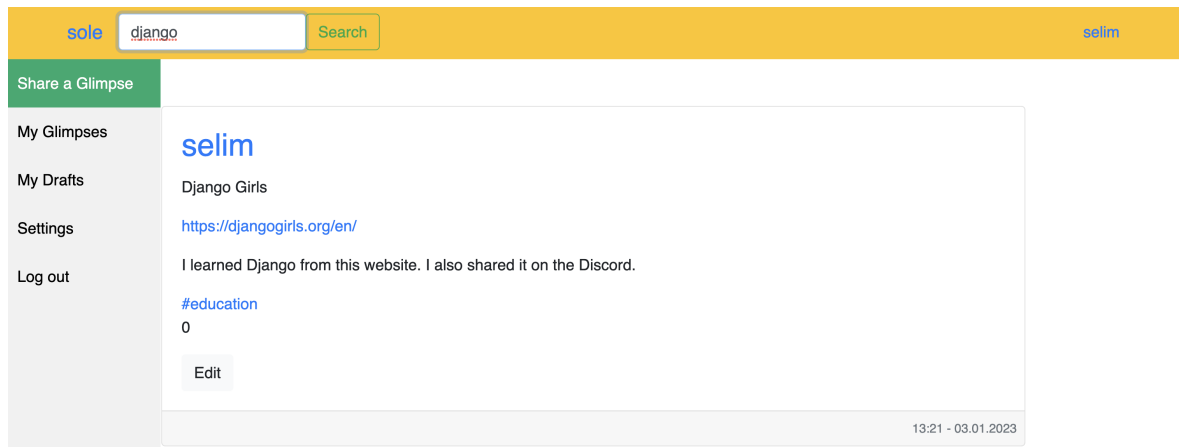 sole django Search selim
Share a Glimpse
My Glimpses
My Drafts
Settings
Log out
selim
Django Girls
https://djangogirls.org/en/
I learned Django from this website. I also shared it on the Discord.
#education
0
Edit
13:21 - 03.01.2023